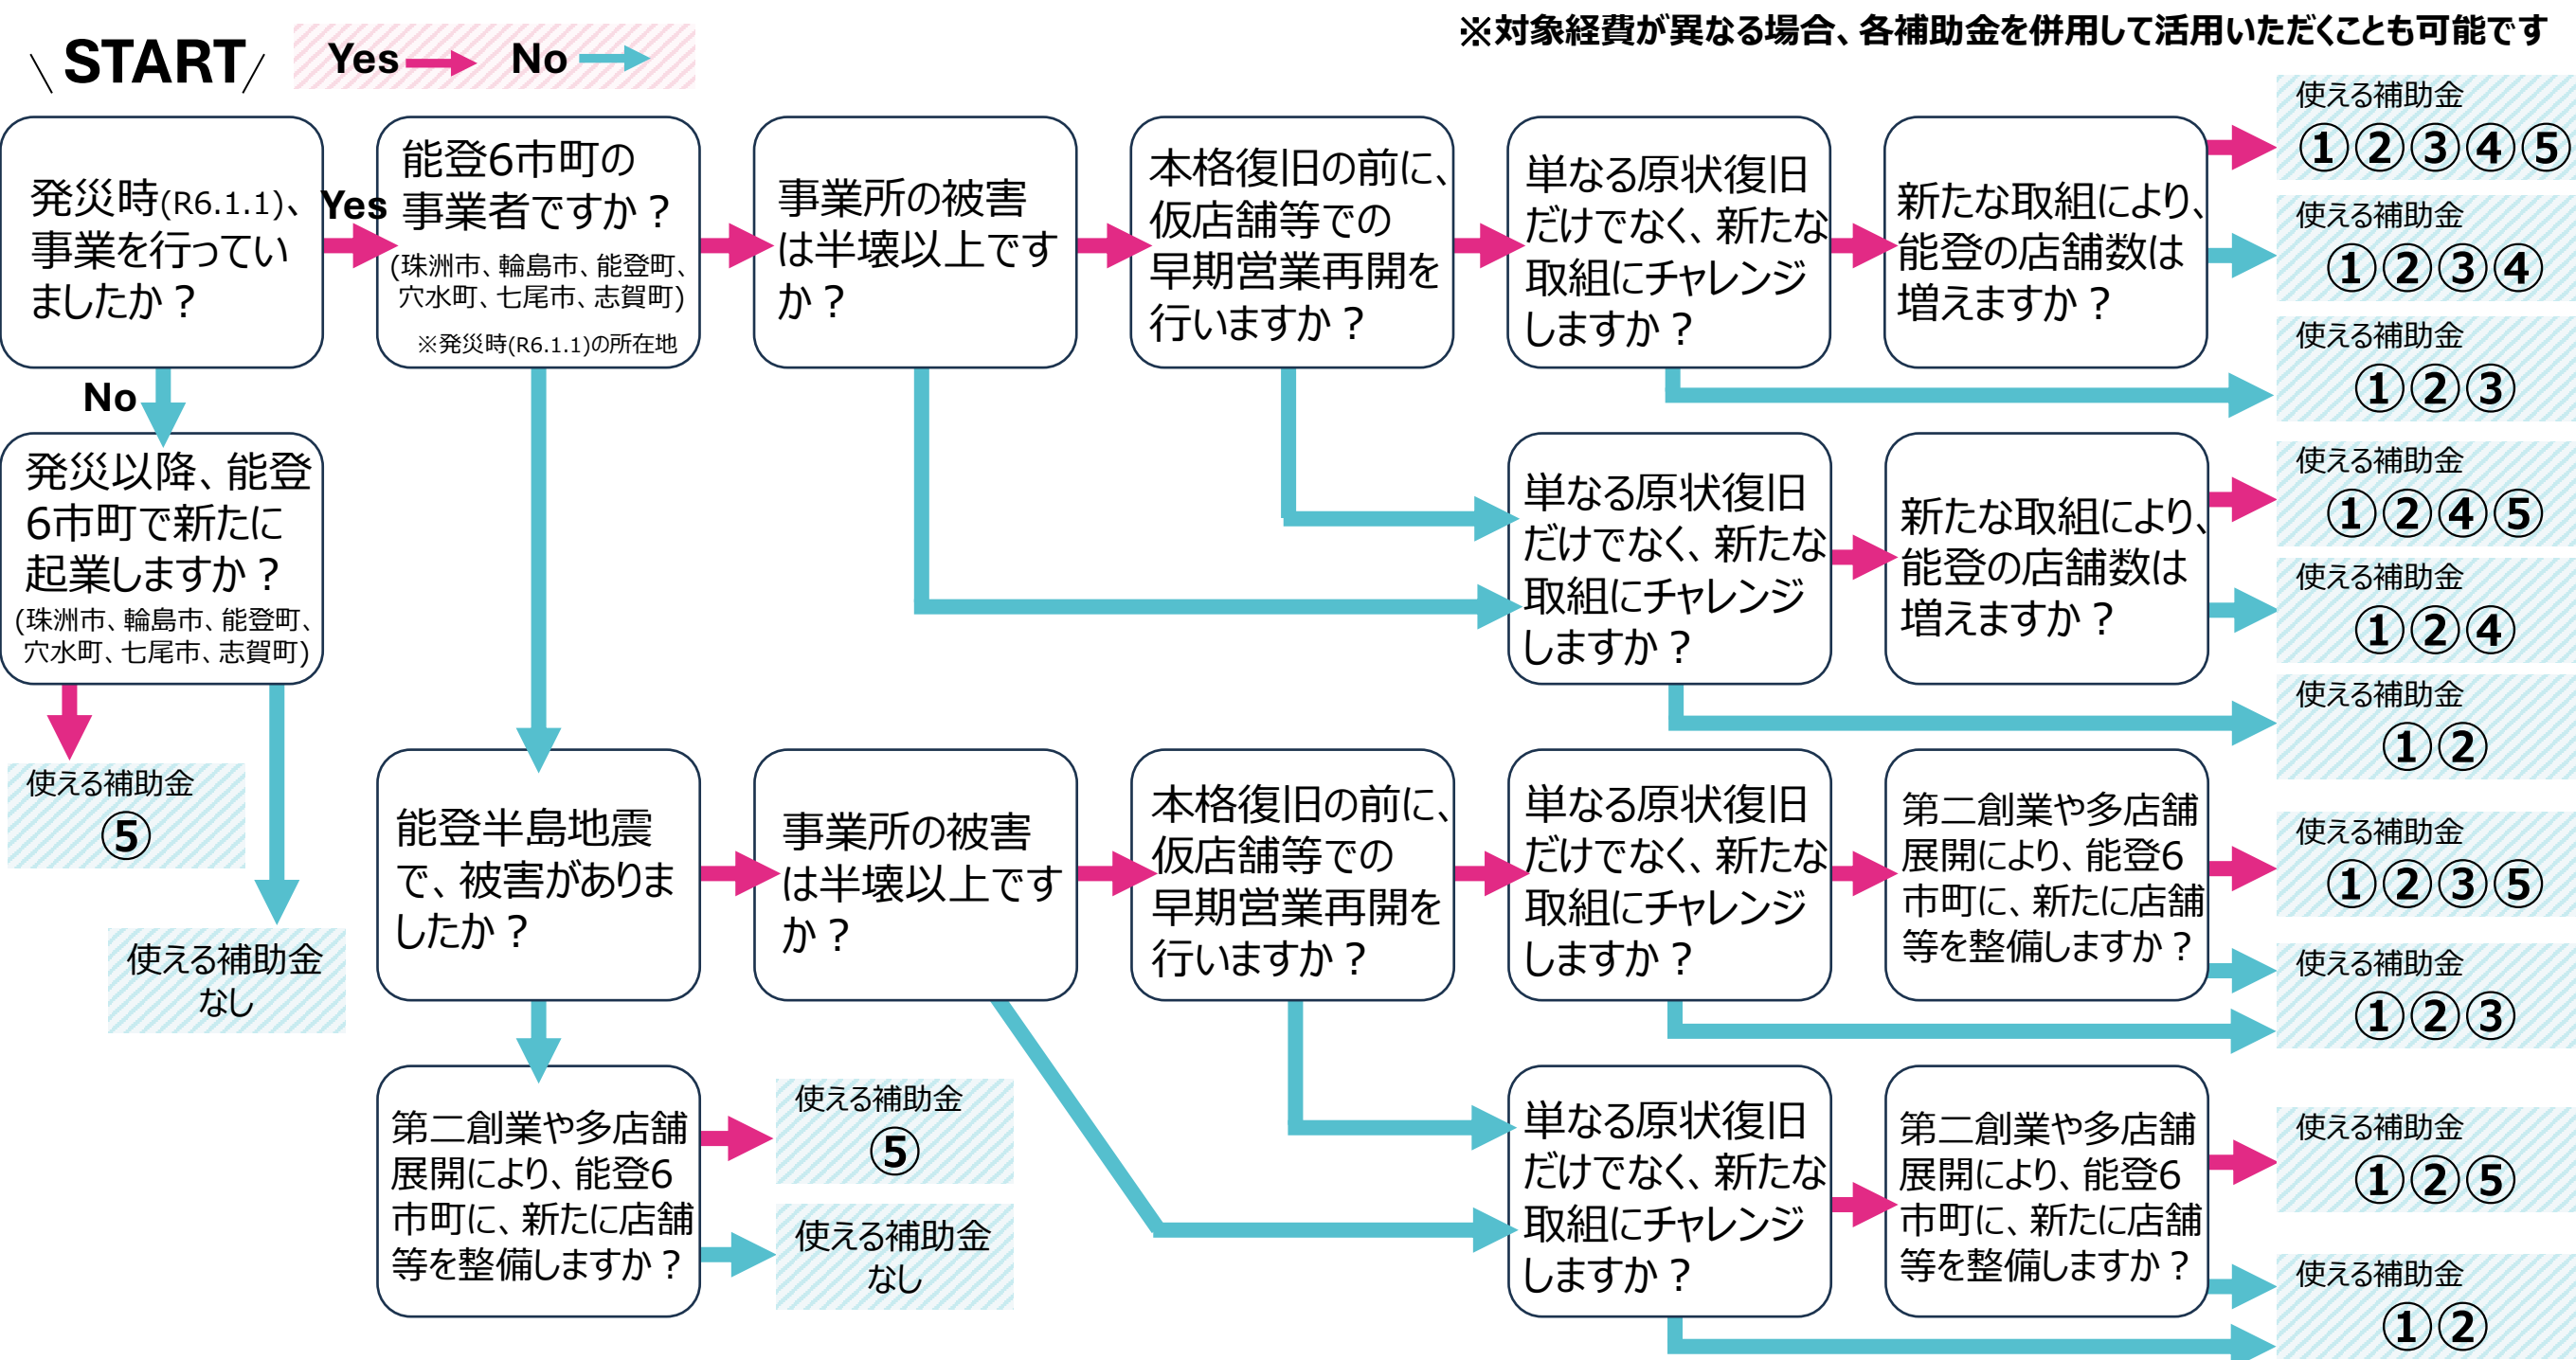 ※対象経費が異なる場合、各補助金を併用して活用いただくことも可能です
\ START /
Yes → No →
発災時(R6.1.1)、
事業を行ってい
ましたか？
Yes
No
能登6市町の
事業者ですか？
(珠洲市、輪島市、能登町、
穴水町、七尾市、志賀町)
※発災時(R6.1.1)の所在地
事業所の被害
は半壊以上です
か？
本格復旧の前に、
仮店舗等での
早期営業再開を
行いますか？
単なる原状復旧
だけでなく、新たな
取組にチャレンジ
しますか？
新たな取組により、
能登の店舗数は
増えますか？
使える補助金
①②③④⑤
使える補助金
①②③④
使える補助金
①②③
発災以降、能登
6市町で新たに
起業しますか？
(珠洲市、輪島市、能登町、
穴水町、七尾市、志賀町)
使える補助金
⑤
使える補助金
なし
単なる原状復旧
だけでなく、新たな
取組にチャレンジ
しますか？
新たな取組により、
能登の店舗数は
増えますか？
使える補助金
①②④⑤
使える補助金
①②④
使える補助金
①②
能登半島地震
で、被害がありま
したか？
事業所の被害
は半壊以上です
か？
本格復旧の前に、
仮店舗等での
早期営業再開を
行いますか？
単なる原状復旧
だけでなく、新たな
取組にチャレンジ
しますか？
第二創業や多店舗
展開により、能登6
市町に、新たに店舗
等を整備しますか？
使える補助金
①②③⑤
使える補助金
①②③
第二創業や多店舗
展開により、能登6
市町に、新たに店舗
等を整備しますか？
使える補助金
⑤
使える補助金
なし
単なる原状復旧
だけでなく、新たな
取組にチャレンジ
しますか？
第二創業や多店舗
展開により、能登6
市町に、新たに店舗
等を整備しますか？
使える補助金
①②⑤
使える補助金
①②